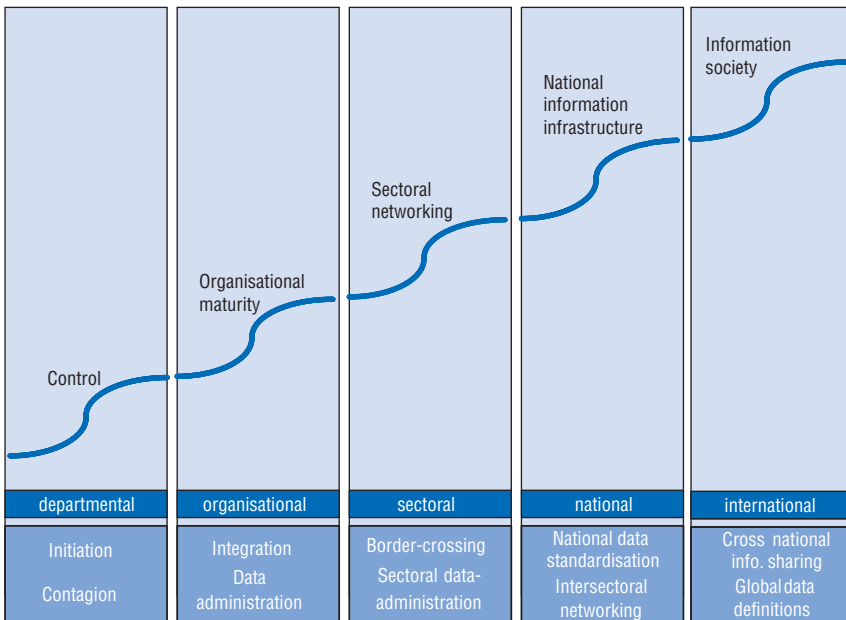 Information
society
National
information
infrastructure
Sectoral
networking
Organisational
maturity
Control
departmental
organisational
sectoral
national
international
Initiation
Contagion
Integration
Data
administration
Border-crossing
Sectoral data-
administration
National data
standardisation
Intersectoral
networking
Cross national
info. sharing
Global data
definitions